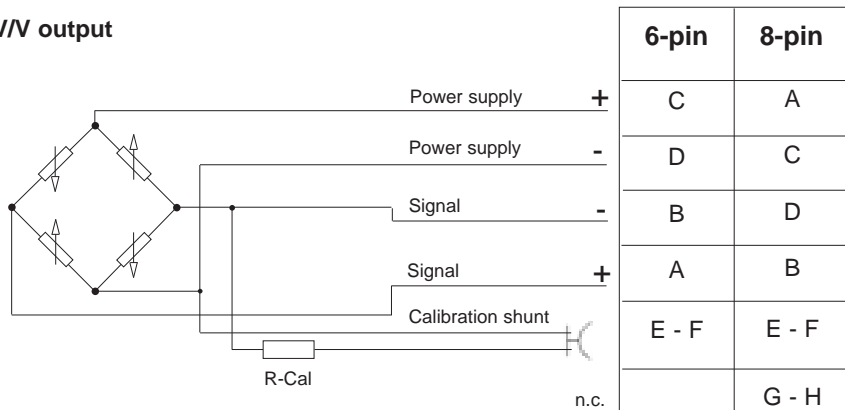 V/V output
6-pin 8-pin
Power supply + C A
Power supply - D C
Signal - B D
Signal + A B
Calibration shunt E - F E - F
R-Cal
n.c. G - H